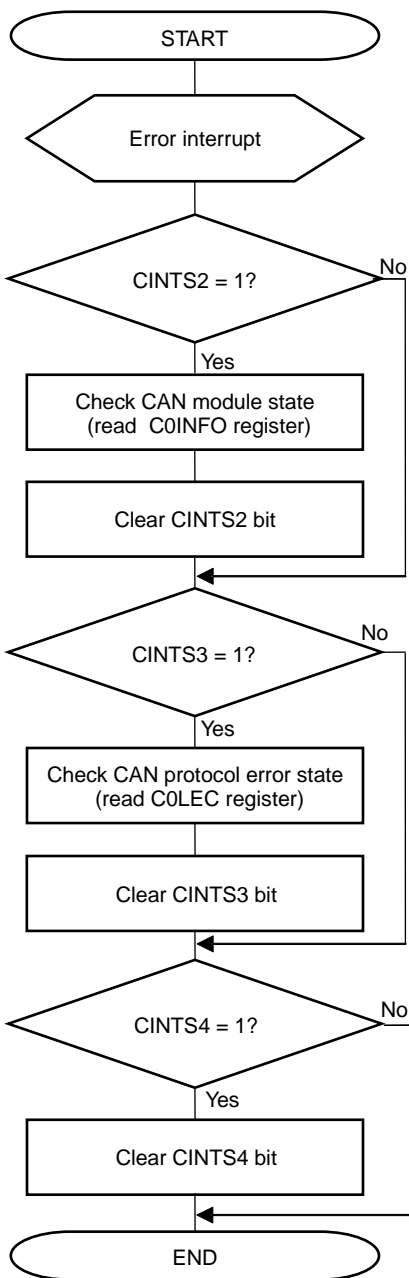 START
Error interrupt
CINTS2 = 1?
No
Yes
Check CAN module state
(read C0INFO register)
Clear CINTS2 bit
CINTS3 = 1?
No
Yes
Check CAN protocol error state
(read C0LEC register)
Clear CINTS3 bit
CINTS4 = 1?
No
Yes
Clear CINTS4 bit
END